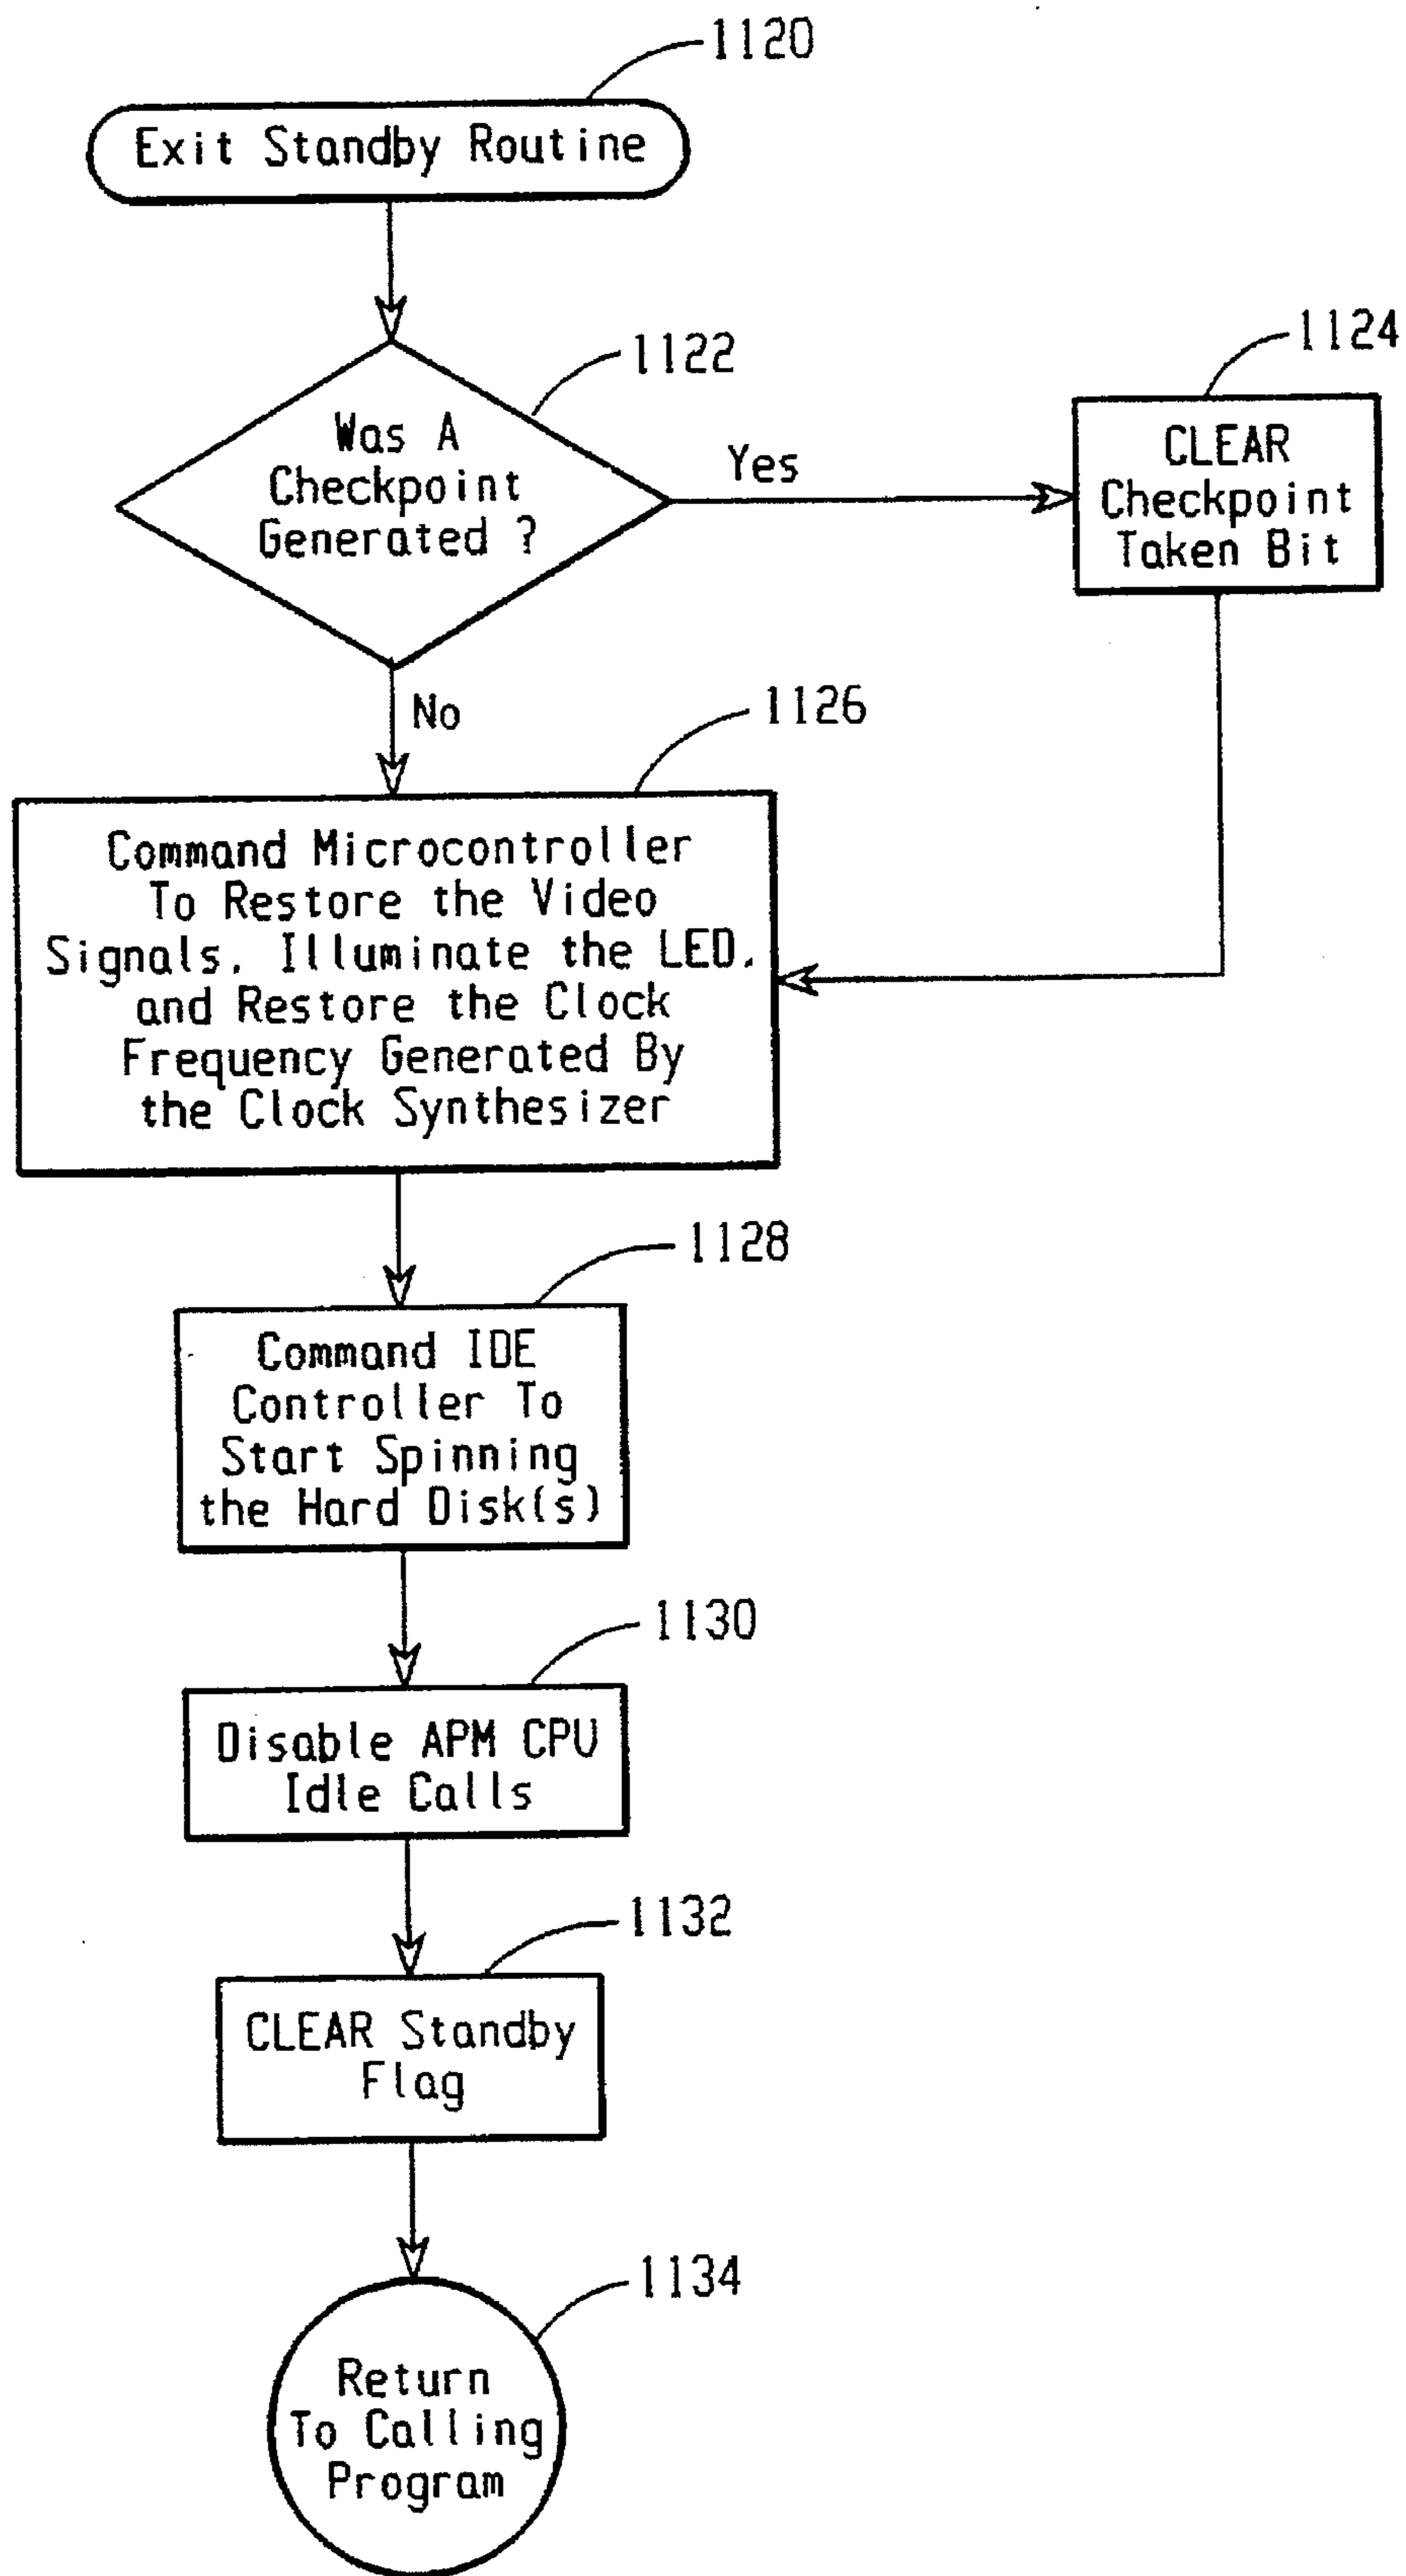 1120
Exit Standby Routine
1122
Was A
Checkpoint
Generated ?
Yes
1124
CLEAR
Checkpoint
Taken Bit
No
1126
Command Microcontroller
To Restore the Video
Signals, Illuminate the LED,
and Restore the Clock
Frequency Generated By
the Clock Synthesizer
1128
Command IDE
Controller To
Start Spinning
the Hard Disk(s)
1130
Disable APM CPU
Idle Calls
1132
CLEAR Standby
Flag
1134
Return
To Calling
Program